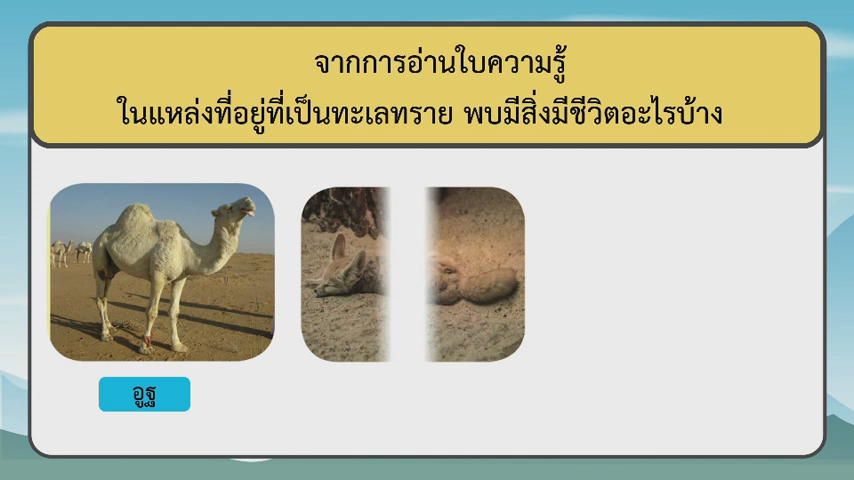 จากการอ่านใบความรู้
ในแหล่งที่อยู่ที่เป็นทะเลทราย พบมีสิ่งมีชีวิตอะไรบ้าง
อูฐ